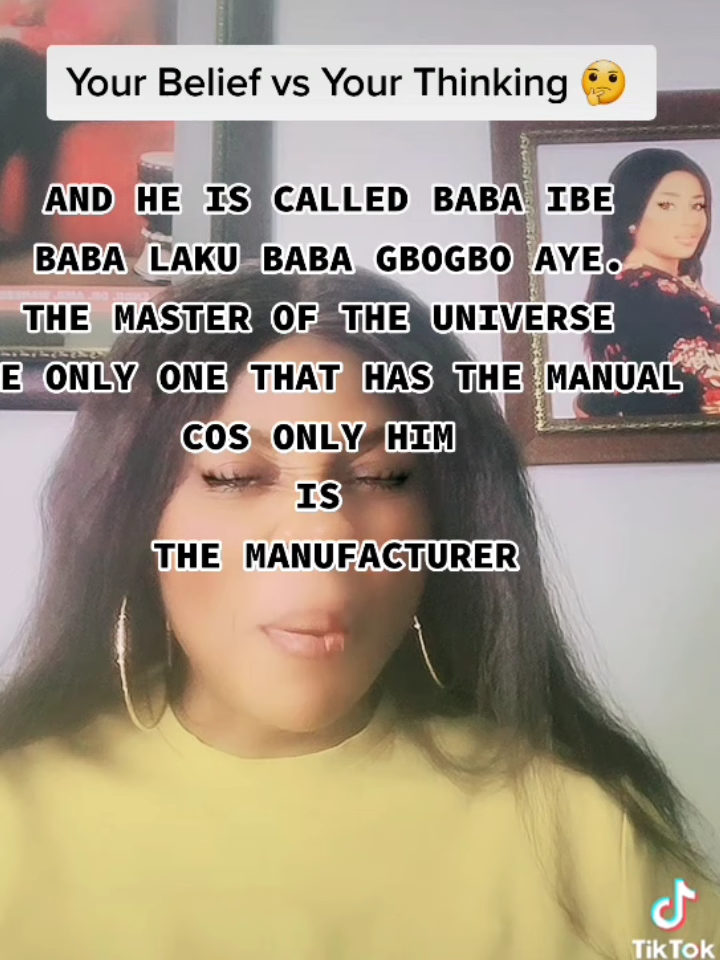 Your Belief vs Your Thinking 🤔
AND HE IS CALLED BABA IBE
BABA LAKU BABA GBOGBO AYE.
THE MASTER OF THE UNIVERSE
E ONLY ONE THAT HAS THE MANUAL
COS ONLY HIM
IS
THE MANUFACTURER
TikTok